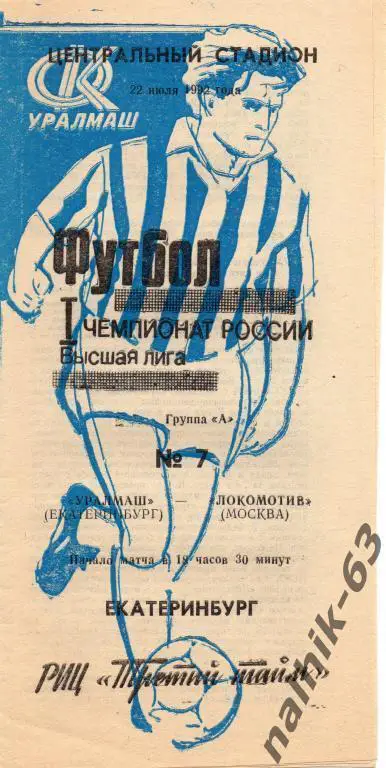 ЦЕНТРАЛЬНЫЙ СТАДИОН
22 июля 1992 года
УРАЛМАШ
Футбол
I ЧЕМПИОНАТ РОССИИ
Высшая лига
Группа «А»
№ 7
«УРАЛМАШ» — «ЛОКОМОТИВ»
(ЕКАТЕРИНБУРГ) (МОСКВА)
Начало матча в 18 часов 30 минут
ЕКАТЕРИНБУРГ
РИЦ «Третий тайм»
nalnik-63